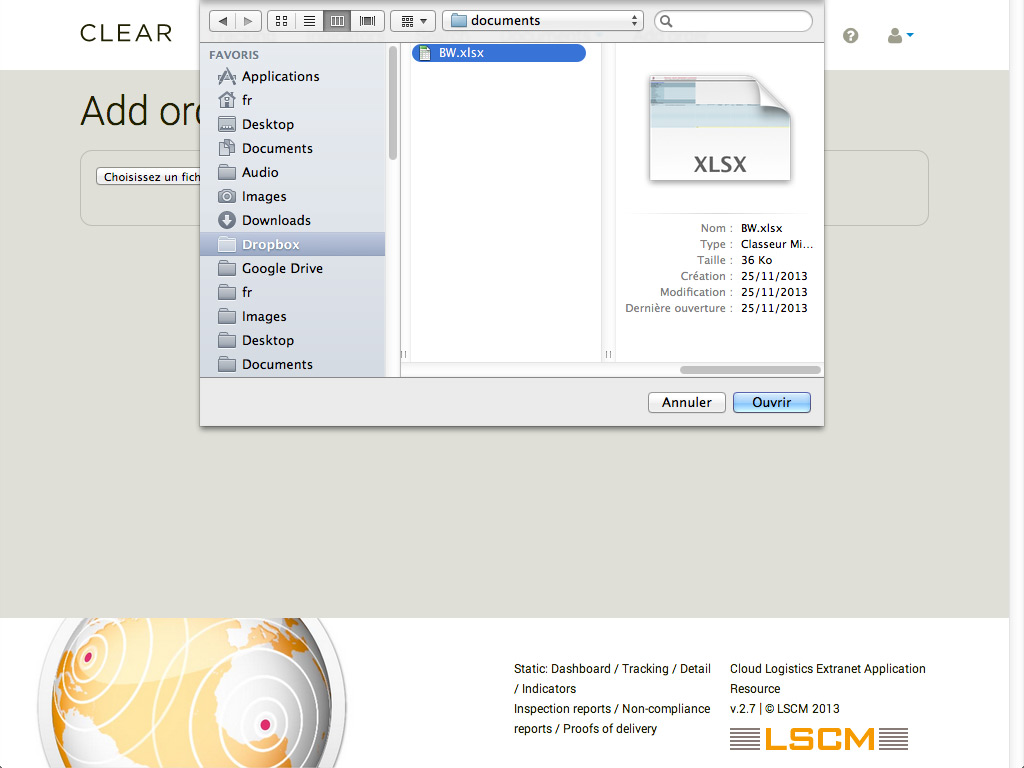 CLEAR
documents
Add ord
Choisissez un fich
FAVORIS
Applications
fr
Desktop
Documents
Audio
Images
Downloads
Dropbox
Google Drive
fr
Images
Desktop
Documents
BW.xlsx
XLSX
Nom : BW.xlsx
Type : Classeur Mi...
Taille : 36 Ko
Création : 25/11/2013
Modification : 25/11/2013
Dernière ouverture : 25/11/2013
Annuler
Ouvrir
Static: Dashboard / Tracking / Detail
/ Indicators
Inspection reports / Non-compliance
reports / Proofs of delivery
Cloud Logistics Extranet Application
Resource
v.2.7 | © LSCM 2013
LSCM